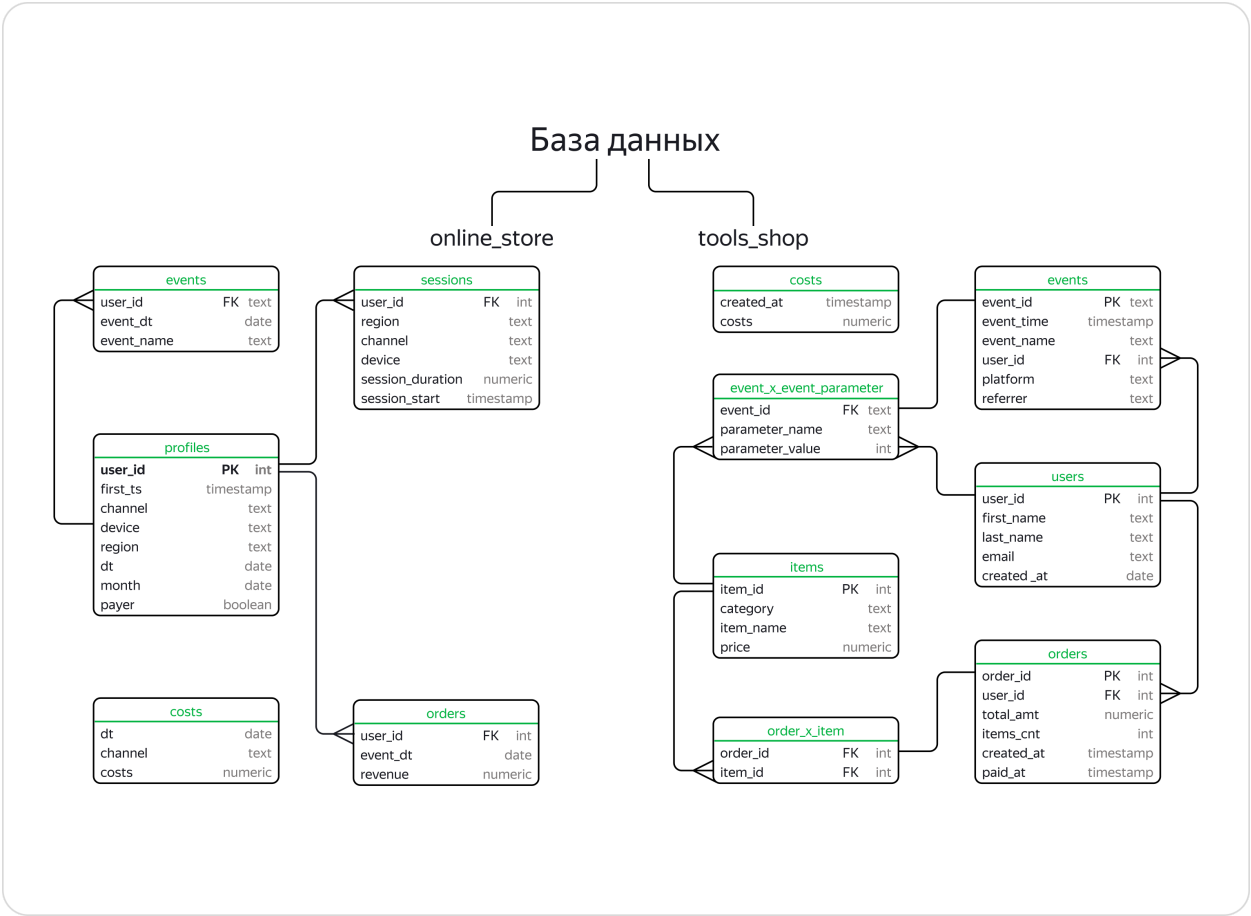 База данных
online_store
tools_shop
events
user_id FK text
event_dt date
event_name text
sessions
user_id FK int
region text
channel text
device text
session_duration numeric
session_start timestamp
profiles
user_id PK int
first_ts timestamp
channel text
device text
region text
dt date
month date
payer boolean
costs
dt date
channel text
costs numeric
orders
user_id FK int
event_dt date
revenue numeric
costs
created_at timestamp
costs numeric
events
event_id PK text
event_time timestamp
event_name text
user_id FK int
platform text
referrer text
event_x_event_parameter
event_id FK text
parameter_name text
parameter_value int
users
user_id PK int
first_name text
last_name text
email text
created _at date
items
item_id PK int
category text
item_name text
price numeric
orders
order_id PK int
user_id FK int
total_amt numeric
items_cnt int
created_at timestamp
paid_at timestamp
order_x_item
order_id FK int
item_id FK int